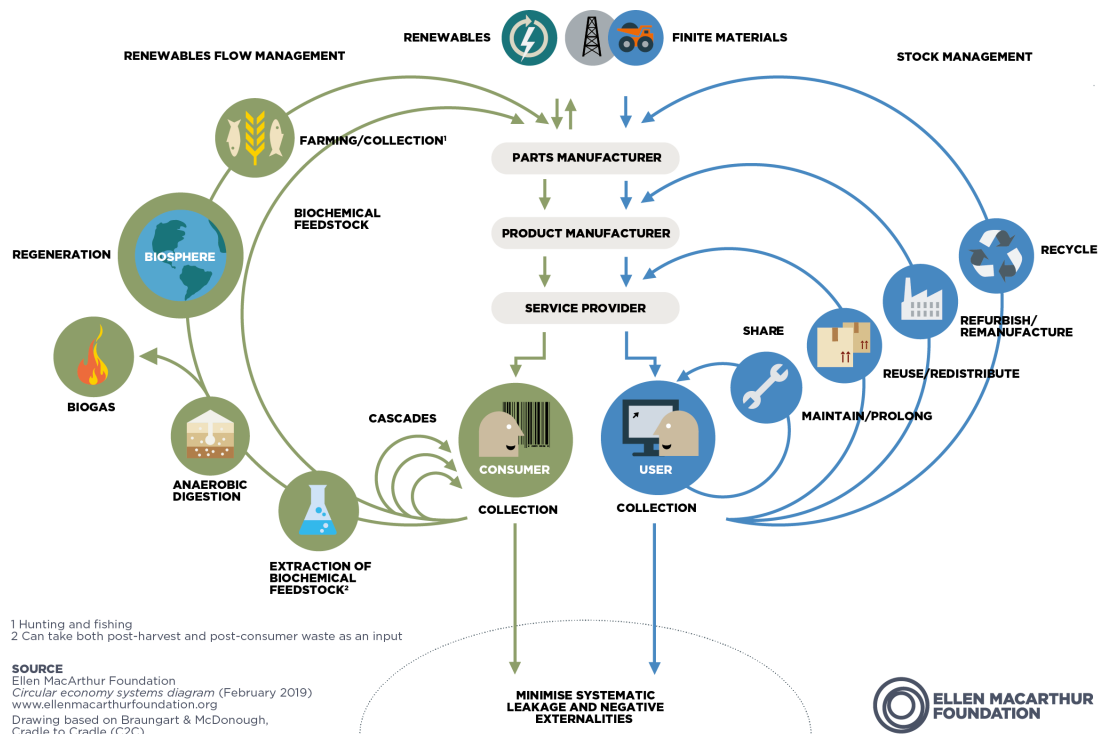 RENEWABLES
FINITE MATERIALS
RENEWABLES FLOW MANAGEMENT
STOCK MANAGEMENT
FARMING/COLLECTION¹
PARTS MANUFACTURER
BIOCHEMICAL
FEEDSTOCK
PRODUCT MANUFACTURER
REGENERATION
BIOSPHERE
RECYCLE
SERVICE PROVIDER
REFURBISH/
REMANUFACTURE
SHARE
REUSE/REDISTRIBUTE
BIOGAS
CASCADES
MAINTAIN/PROLONG
CONSUMER
USER
ANAEROBIC
DIGESTION
COLLECTION
COLLECTION
EXTRACTION OF
BIOCHEMICAL
FEEDSTOCK²
1 Hunting and fishing
2 Can take both post-harvest and post-consumer waste as an input
SOURCE
Ellen MacArthur Foundation
Circular economy systems diagram (February 2019)
www.ellenmacarthurfoundation.org
Drawing based on Braungart & McDonough,
Cradle to Cradle (C2C)
MINIMISE SYSTEMATIC
LEAKAGE AND NEGATIVE
EXTERNALITIES
ELLEN MACARTHUR
FOUNDATION